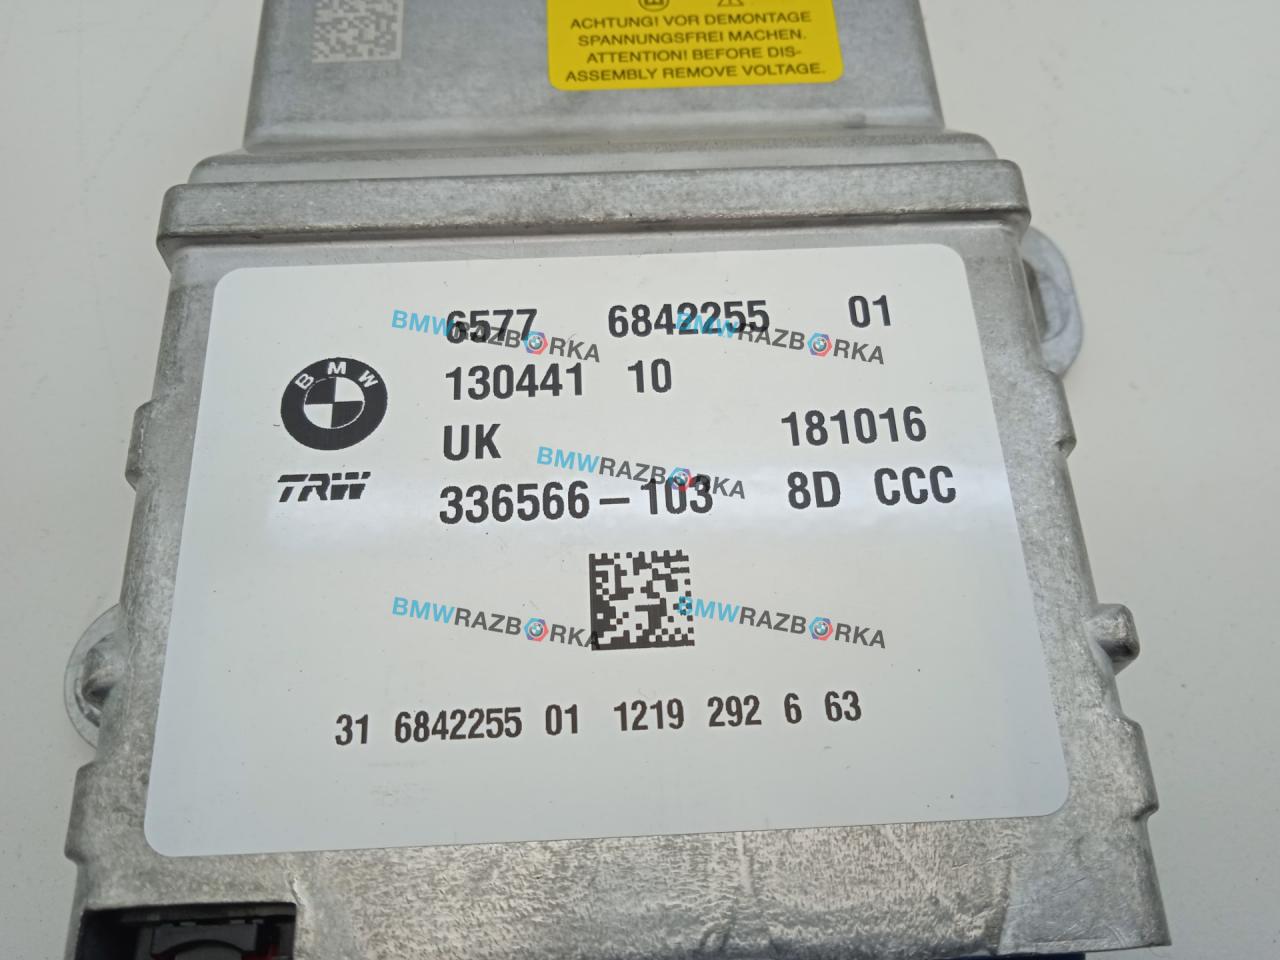 ACHTUNG! VOR DEMONTAGE
SPANNUNGSFREI MACHEN.
ATTENTION! BEFORE DIS-
ASSEMBLY REMOVE VOLTAGE.
6577 6842255 01
BMWRAZBORKA BMWRAZBORKA
BMW
130441 10
UK 181016
BMWRAZBORKA
TRW
336566-103 8D CCC
BMWRAZBORKA BMWRAZBORKA
31 6842255 01 1219 292 6 63